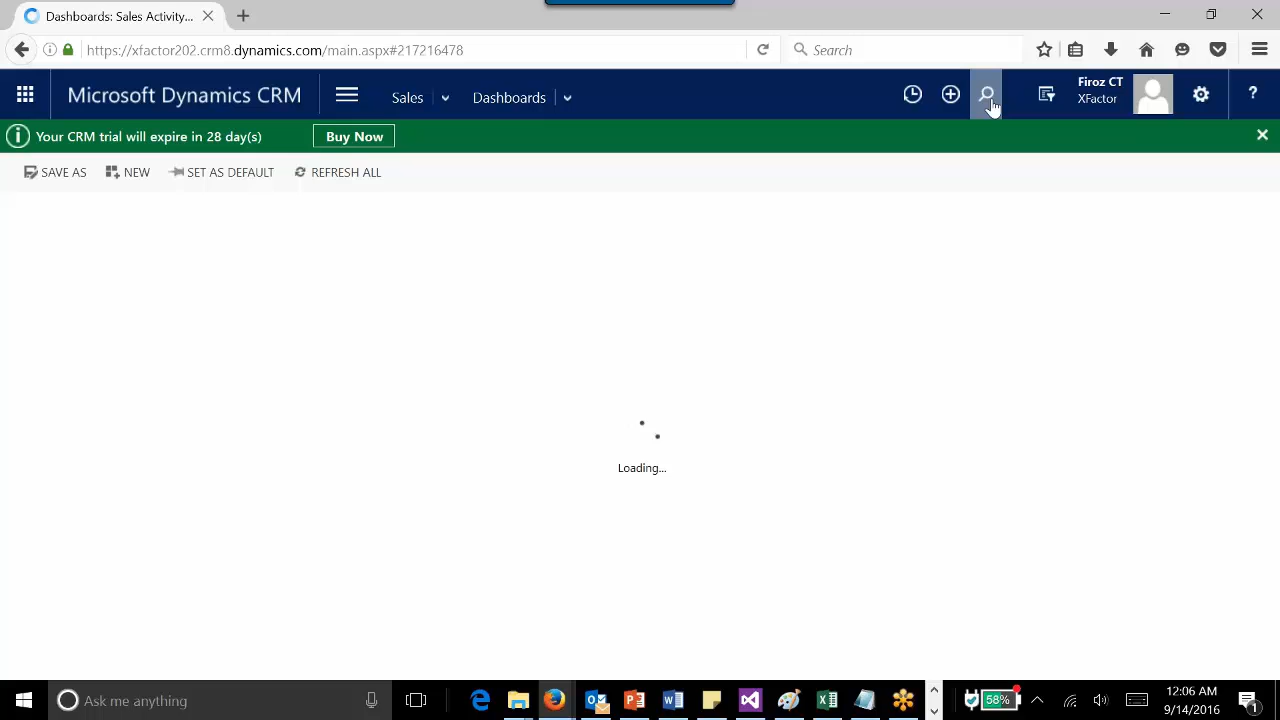 Dashboards: Sales Activity...
https://xfactor202.crm8.dynamics.com/main.aspx#217216478
Search
Microsoft Dynamics CRM
Sales
Dashboards
Firoz CT
XFactor
?
Your CRM trial will expire in 28 day(s)
Buy Now
SAVE AS
NEW
SET AS DEFAULT
REFRESH ALL
Loading...
Ask me anything
58%
12:06 AM
9/14/2016
1